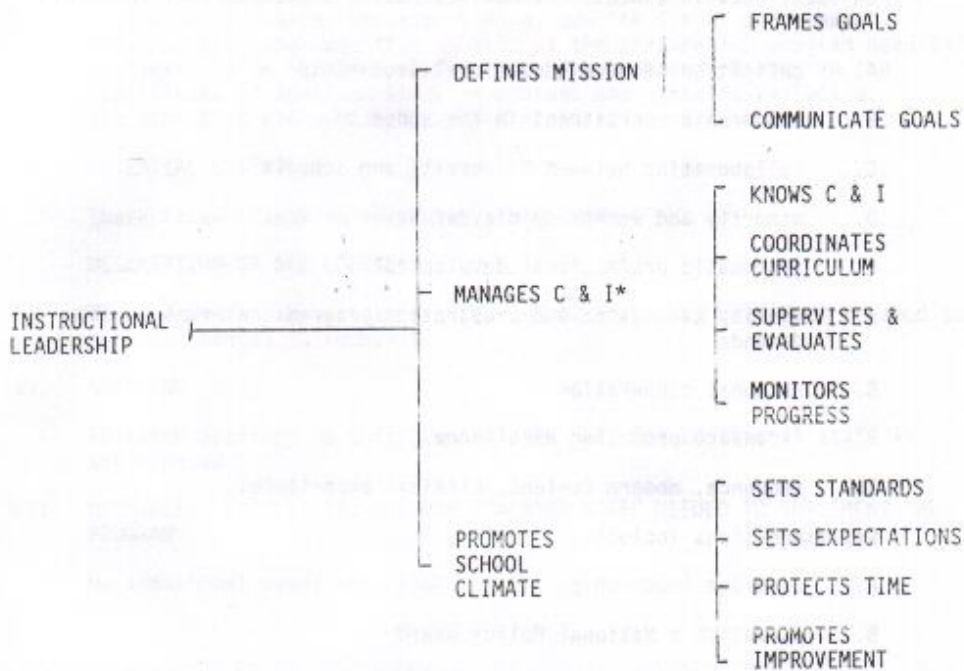 INSTRUCTIONAL
LEADERSHIP
DEFINES MISSION
FRAMES GOALS
COMMUNICATE GOALS
MANAGES C & I*
KNOWS C & I
COORDINATES
CURRICULUM
SUPERVISES &
EVALUATES
MONITORS
PROGRESS
PROMOTES
SCHOOL
CLIMATE
SETS STANDARDS
SETS EXPECTATIONS
PROTECTS TIME
PROMOTES
IMPROVEMENT